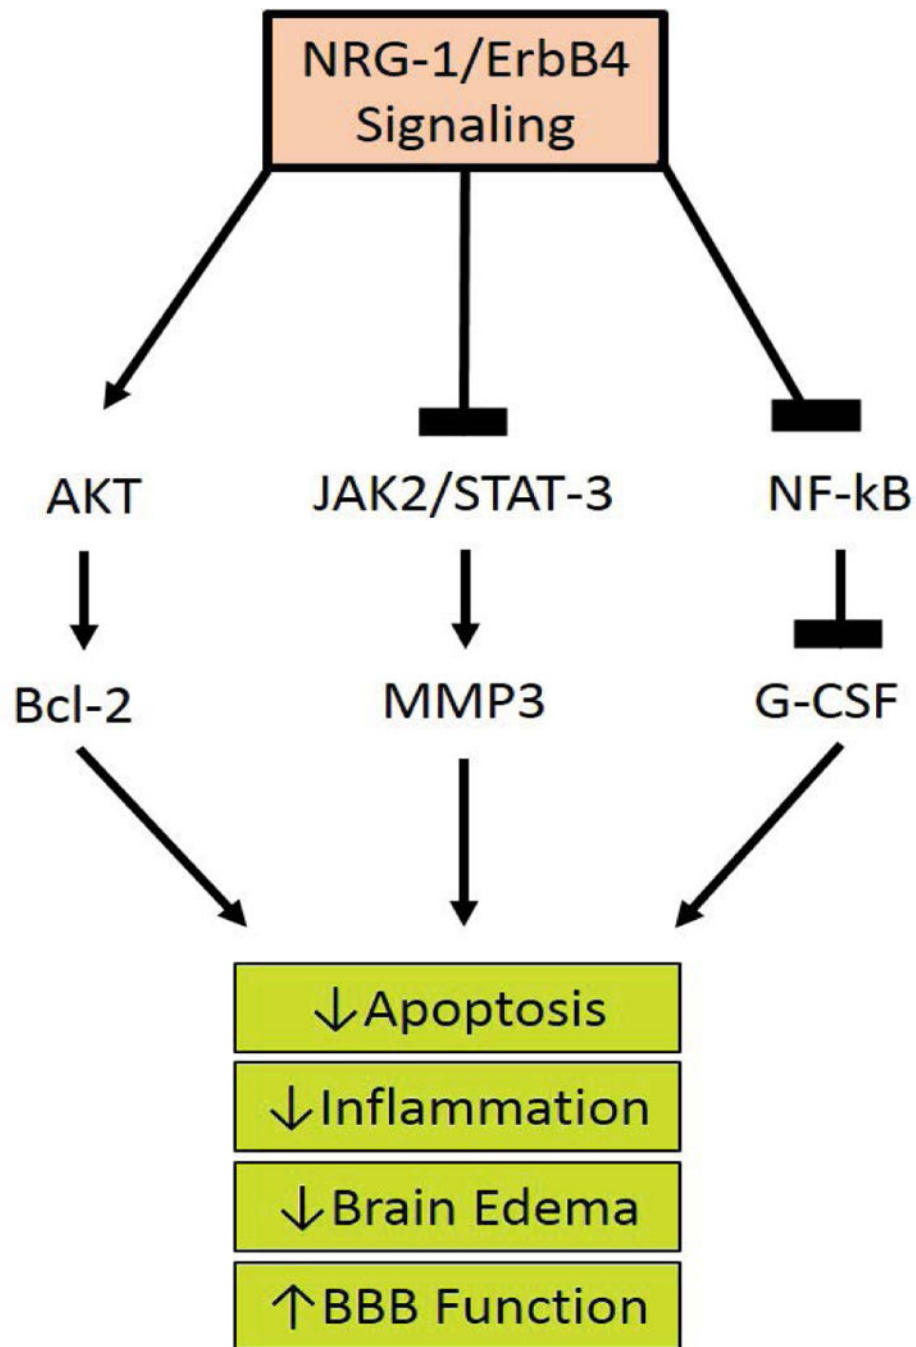 NRG-1/ErbB4
Signaling
AKT
JAK2/STAT-3
NF-kB
Bcl-2
MMP3
G-CSF
↓Apoptosis
↓Inflammation
↓Brain Edema
↑BBB Function